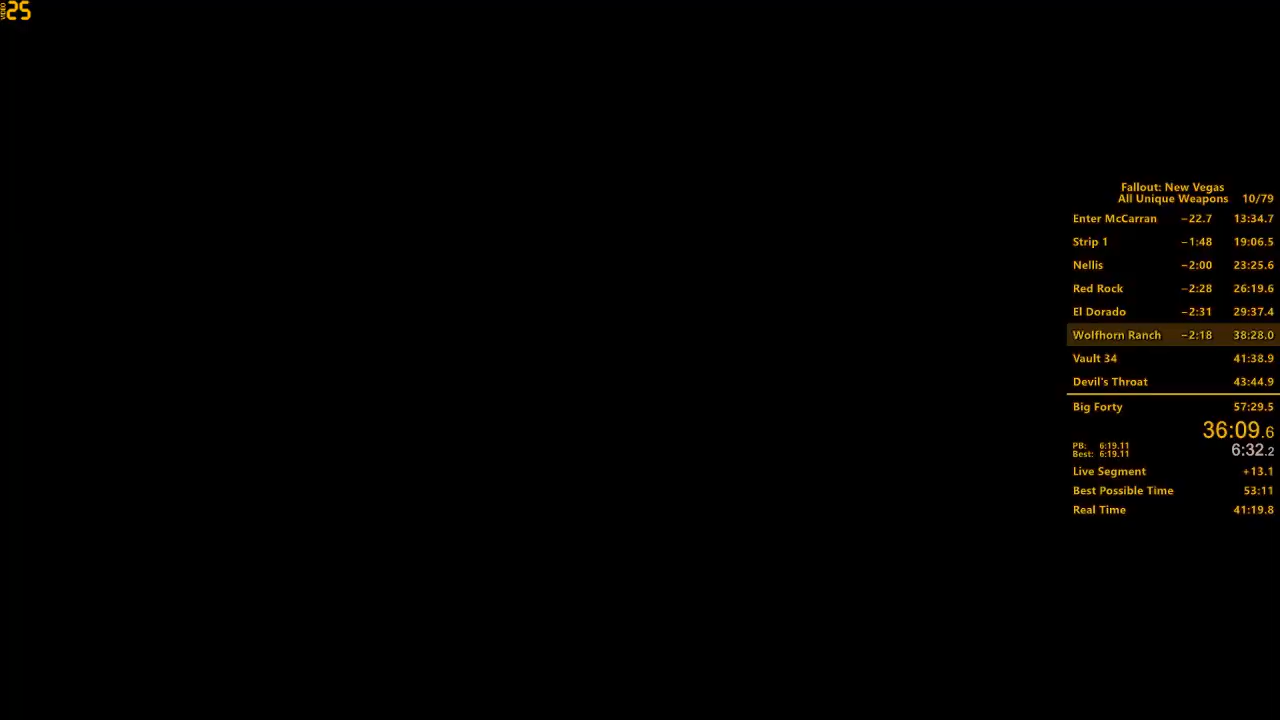 VIDEO 25
Fallout: New Vegas
All Unique Weapons 10/79
Enter McCarran −22.7 13:34.7
Strip 1 −1:48 19:06.5
Nellis −2:00 23:25.6
Red Rock −2:28 26:19.6
El Dorado −2:31 29:37.4
Wolfhorn Ranch −2:18 38:28.0
Vault 34 41:38.9
Devil's Throat 43:44.9
Big Forty 57:29.5
36:09.6
PB: 6:19.11
Best: 6:19.11
6:32.2
Live Segment +13.1
Best Possible Time 53:11
Real Time 41:19.8